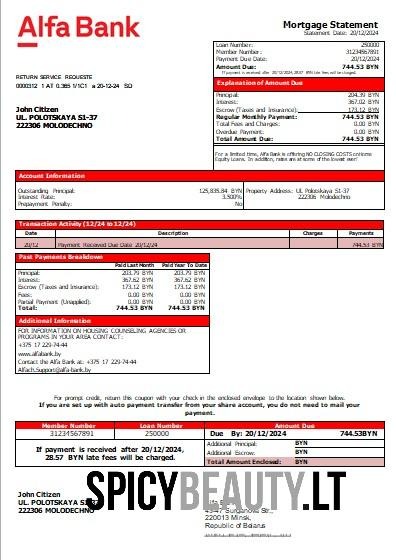 Alfa Bank
Mortgage Statement
Statement Date: 20/12/2024
Loan Number: 250000
Member Number: 31234567891
Payment Due Date: 20/12/2024
Amount Due: 744.53 BYN
If payment is received after 20/12/2024, 28.57 BYN late fees will be charged.
RETURN SERVICE REQUESTE
0000312 1 AT 0.365 V1C1 a 20-12-24 SD
John Citizen
UL. POLOTSKAYA 51-37
222306 MOLODECHNO
Explanation of Amount Due
Principal: 204.39 BYN
Interest: 367.02 BYN
Escrow (Taxes and Insurance): 173.12 BYN
Regular Monthly Payment: 744.53 BYN
Total Fees and Charges: 0.00 BYN
Overdue Payment: 0.00 BYN
Total Amount Due: 744.53 BYN
For a limited time, Alfa Bank is offering NO CLOSING COSTS on Home
Equity Loans. In addition, rates are at some of the lowest ever!
Account Information
Outstanding Principal: 125,835.84 BYN
Interest Rate: 3.500%
Prepayment Penalty: No
Property Address: UL. Polotskaya 51-37
222306 Molodechno
Transaction Activity (12/24 to 12/24)
Date Description Charges Payments
20/12 Payment Received Due Date 20/12/24 744.53 BYN
Past Payments Breakdown
Paid Last Month Paid Year To Date
Principal: 203.79 BYN 203.79 BYN
Interest: 367.62 BYN 367.62 BYN
Escrow (Taxes and Insurance): 173.12 BYN 173.12 BYN
Fees: 0.00 BYN 0.00 BYN
Partial Payment (Unapplied): 0.00 BYN 0.00 BYN
Total: 744.53 BYN 744.53 BYN
Additional Information
FOR INFORMATION ON HOUSING COUNSELING AGENCIES OR
PROGRAMS IN YOUR AREA CONTACT:
+375 17 229-74-44
www.alfabank.by
Contact the Alfa Bank at: +375 17 229-74-44
Alfach.Support@alfa-bank.by
For prompt credit, return this coupon with your check in the enclosed envelope to the location shown below.
If you are set up with auto payment transfer from your share account, you do not need to mail your
payment.
Member Number Loan Number Amount Due
31234567891 250000 Due By: 20/12/2024 744.53BYN
If payment is received after 20/12/2024,
28.57 BYN late fees will be charged.
Additional Principal: BYN
Additional Escrow: BYN
Total Amount Enclosed: BYN
SPICYBEAUTY.LT
John Citizen
UL. POLOTSKAYA 51-37
222306 MOLODECHNO
43-47 Surganova St.,
220013 Minsk,
Republic of Belarus